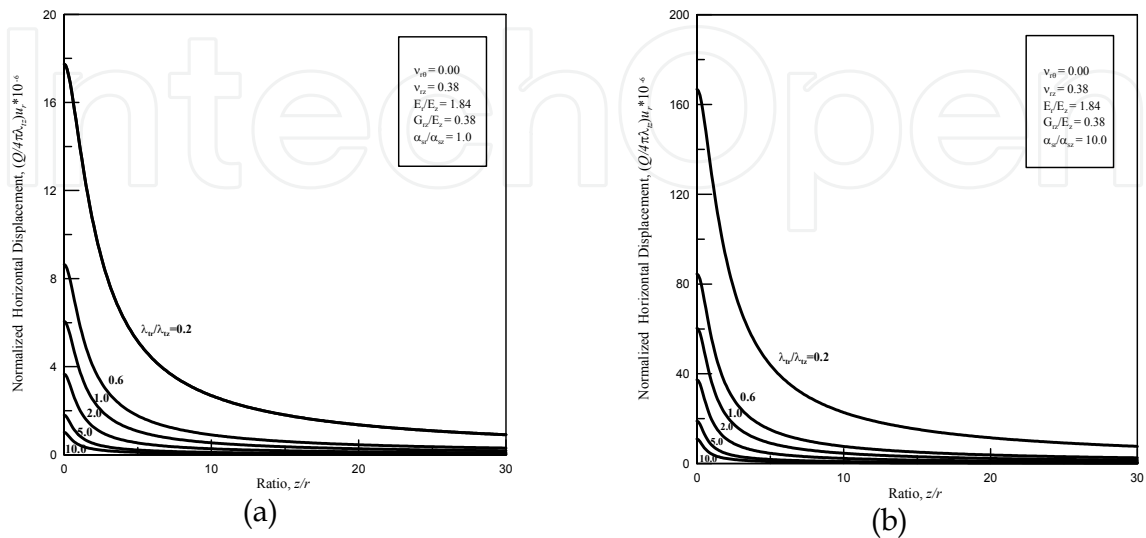 IntechOpen
20
16
12
8
4
0
0
10
20
30
Normalized Horizontal Displacement, (Q/4πλtz)ur*10⁻⁶
Ratio, z/r
νrθ = 0.00
νrz = 0.38
Er/Ez = 1.84
Grz/Ez = 0.38
αsr/αsz = 1.0
λtr/λtz=0.2
0.6
1.0
2.0
5.0
10.0
(a)
200
160
120
80
40
0
0
10
20
30
Normalized Horizontal Displacement, (Q/4πλtz)ur*10⁻⁶
Ratio, z/r
νrθ = 0.00
νrz = 0.38
Er/Ez = 1.84
Grz/Ez = 0.38
αsr/αsz = 10.0
λtr/λtz=0.2
0.6
1.0
2.0
5.0
10.0
(b)